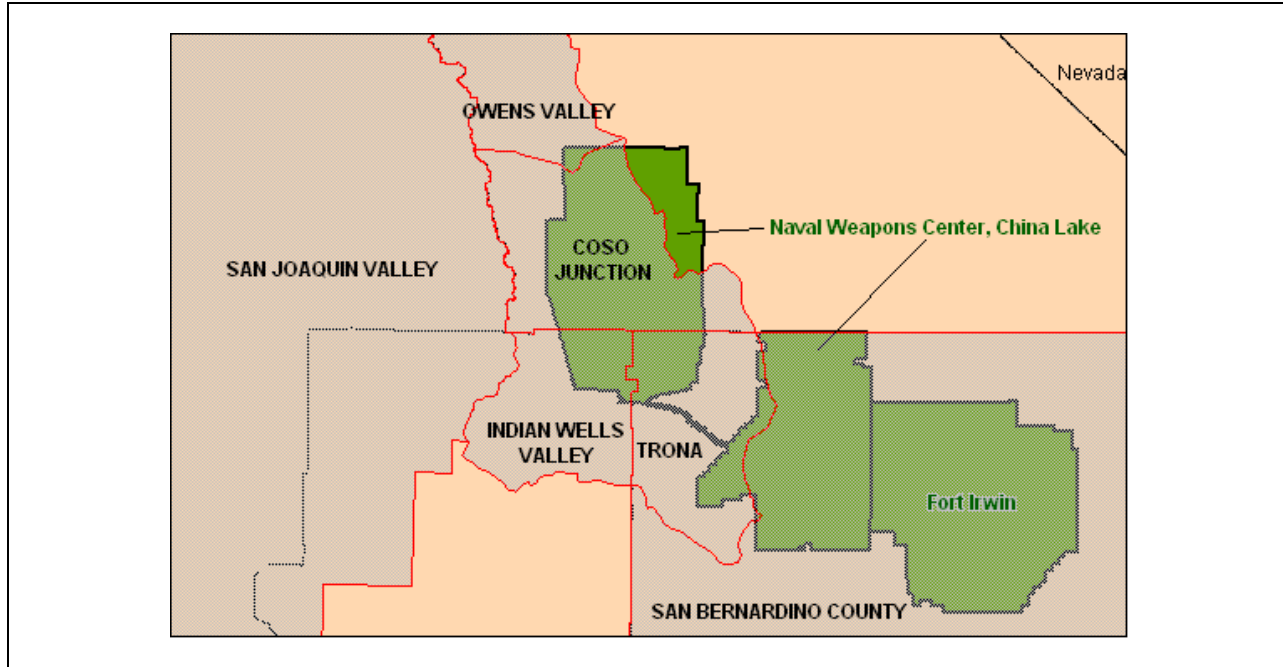 Nevada
OWENS VALLEY
Naval Weapons Center, China Lake
COSO
JUNCTION
SAN JOAQUIN VALLEY
INDIAN WELLS
VALLEY
TRONA
Fort Irwin
SAN BERNARDINO COUNTY